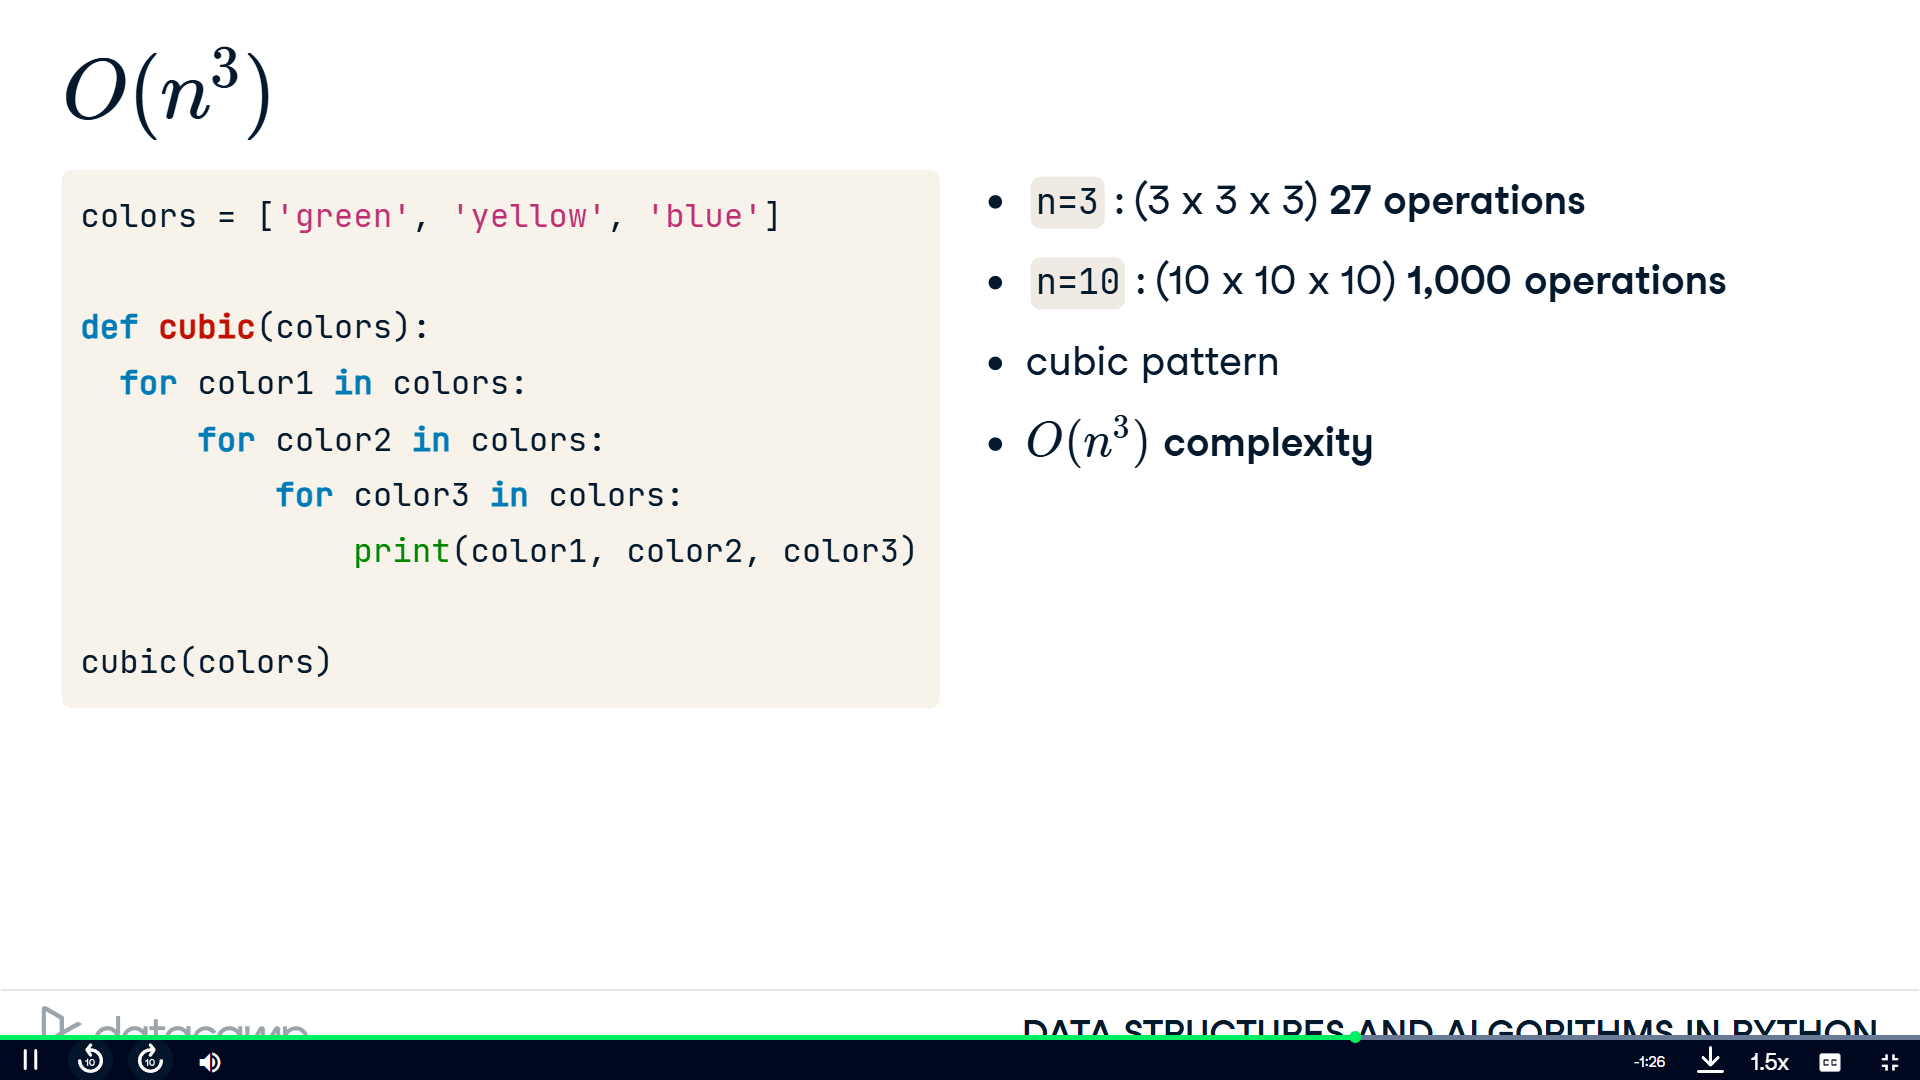 O(n³)
colors = ['green', 'yellow', 'blue']
def cubic(colors):
  for color1 in colors:
      for color2 in colors:
          for color3 in colors:
              print(color1, color2, color3)
cubic(colors)
• n=3 : (3 x 3 x 3) 27 operations
• n=10 : (10 x 10 x 10) 1,000 operations
• cubic pattern
• O(n³) complexity
datacamp
DATA STRUCTURES AND ALGORITHMS IN PYTHON
10
10
-1:26
1.5x
CC